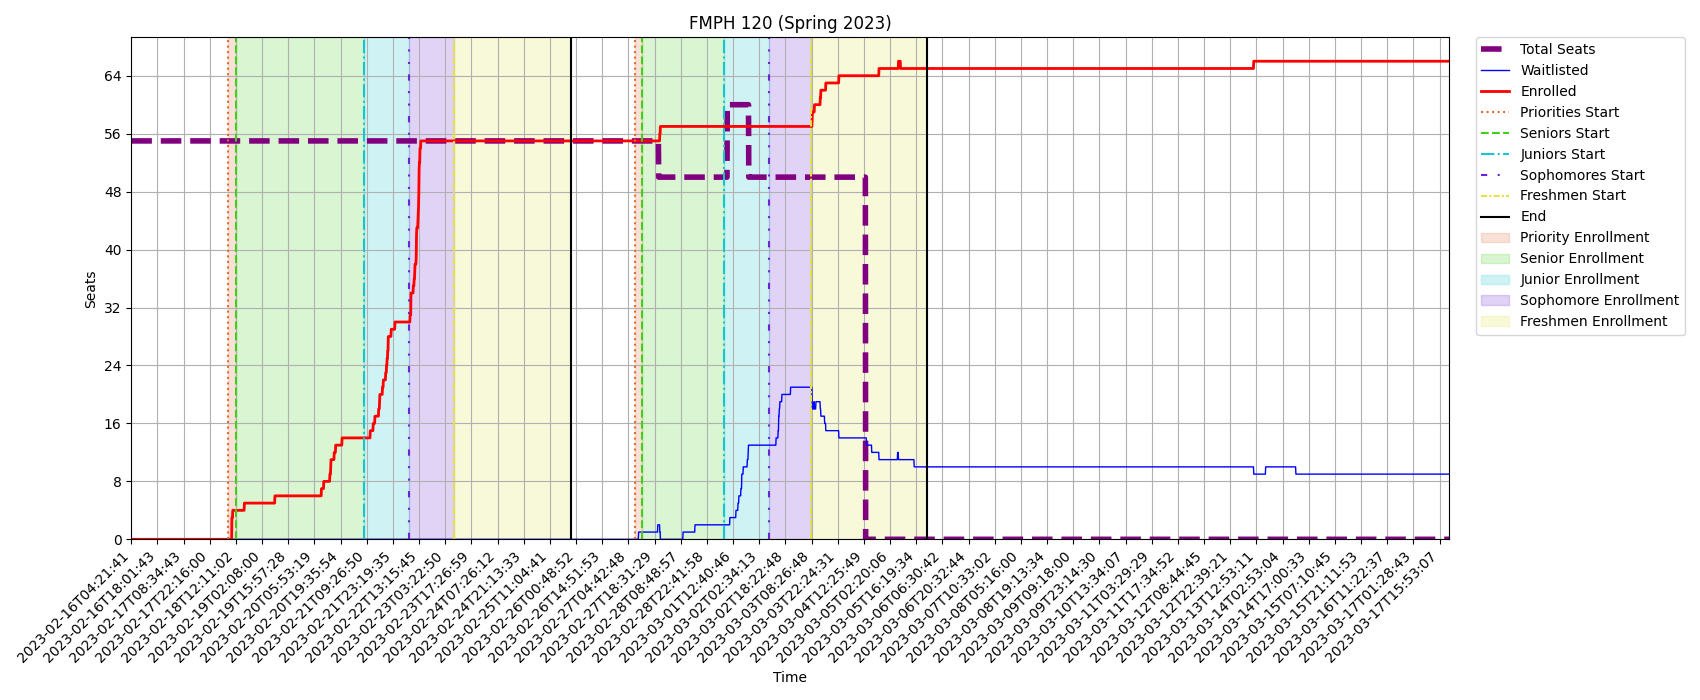 FMPH 120 (Spring 2023)
Total Seats
Waitlisted
Enrolled
Priorities Start
Seniors Start
Juniors Start
Sophomores Start
Freshmen Start
End
Priority Enrollment
Senior Enrollment
Junior Enrollment
Sophomore Enrollment
Freshmen Enrollment
Seats
64
56
48
40
32
24
16
8
0
2023-02-16T04:21:41
2023-02-16T18:01:43
2023-02-17T08:34:43
2023-02-17T22:16:00
2023-02-18T12:11:02
2023-02-19T02:08:00
2023-02-19T15:57:28
2023-02-20T05:53:19
2023-02-20T19:35:54
2023-02-21T09:26:50
2023-02-21T23:19:35
2023-02-22T13:15:45
2023-02-23T03:22:50
2023-02-23T17:26:59
2023-02-24T07:26:12
2023-02-24T21:13:33
2023-02-25T11:04:41
2023-02-26T00:48:52
2023-02-26T14:51:53
2023-02-27T04:42:48
2023-02-27T18:31:29
2023-02-28T08:48:57
2023-02-28T22:41:58
2023-03-01T12:40:46
2023-03-02T02:34:13
2023-03-02T18:22:48
2023-03-03T08:26:48
2023-03-03T22:24:31
2023-03-04T12:25:49
2023-03-05T02:20:06
2023-03-05T16:19:34
2023-03-06T06:30:42
2023-03-06T20:32:44
2023-03-07T10:33:02
2023-03-08T05:16:00
2023-03-08T19:13:34
2023-03-09T09:18:00
2023-03-09T23:14:30
2023-03-10T13:34:07
2023-03-11T03:29:29
2023-03-11T17:34:52
2023-03-12T08:44:45
2023-03-12T22:39:21
2023-03-13T12:53:11
2023-03-14T02:53:04
2023-03-14T17:00:33
2023-03-15T07:10:45
2023-03-15T21:11:53
2023-03-16T11:22:37
2023-03-17T01:28:43
2023-03-17T15:53:07
Time